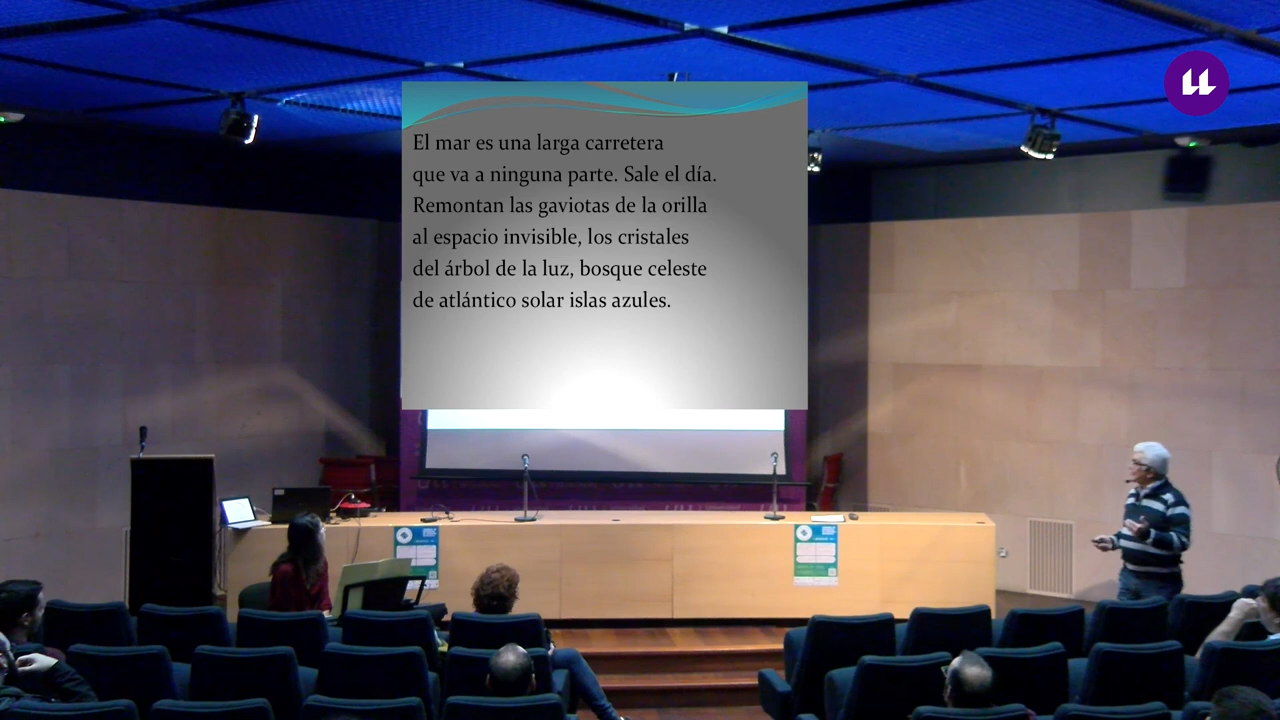 El mar es una larga carretera
que va a ninguna parte. Sale el día.
Remontan las gaviotas de la orilla
al espacio invisible, los cristales
del árbol de la luz, bosque celeste
de atlántico solar islas azules.